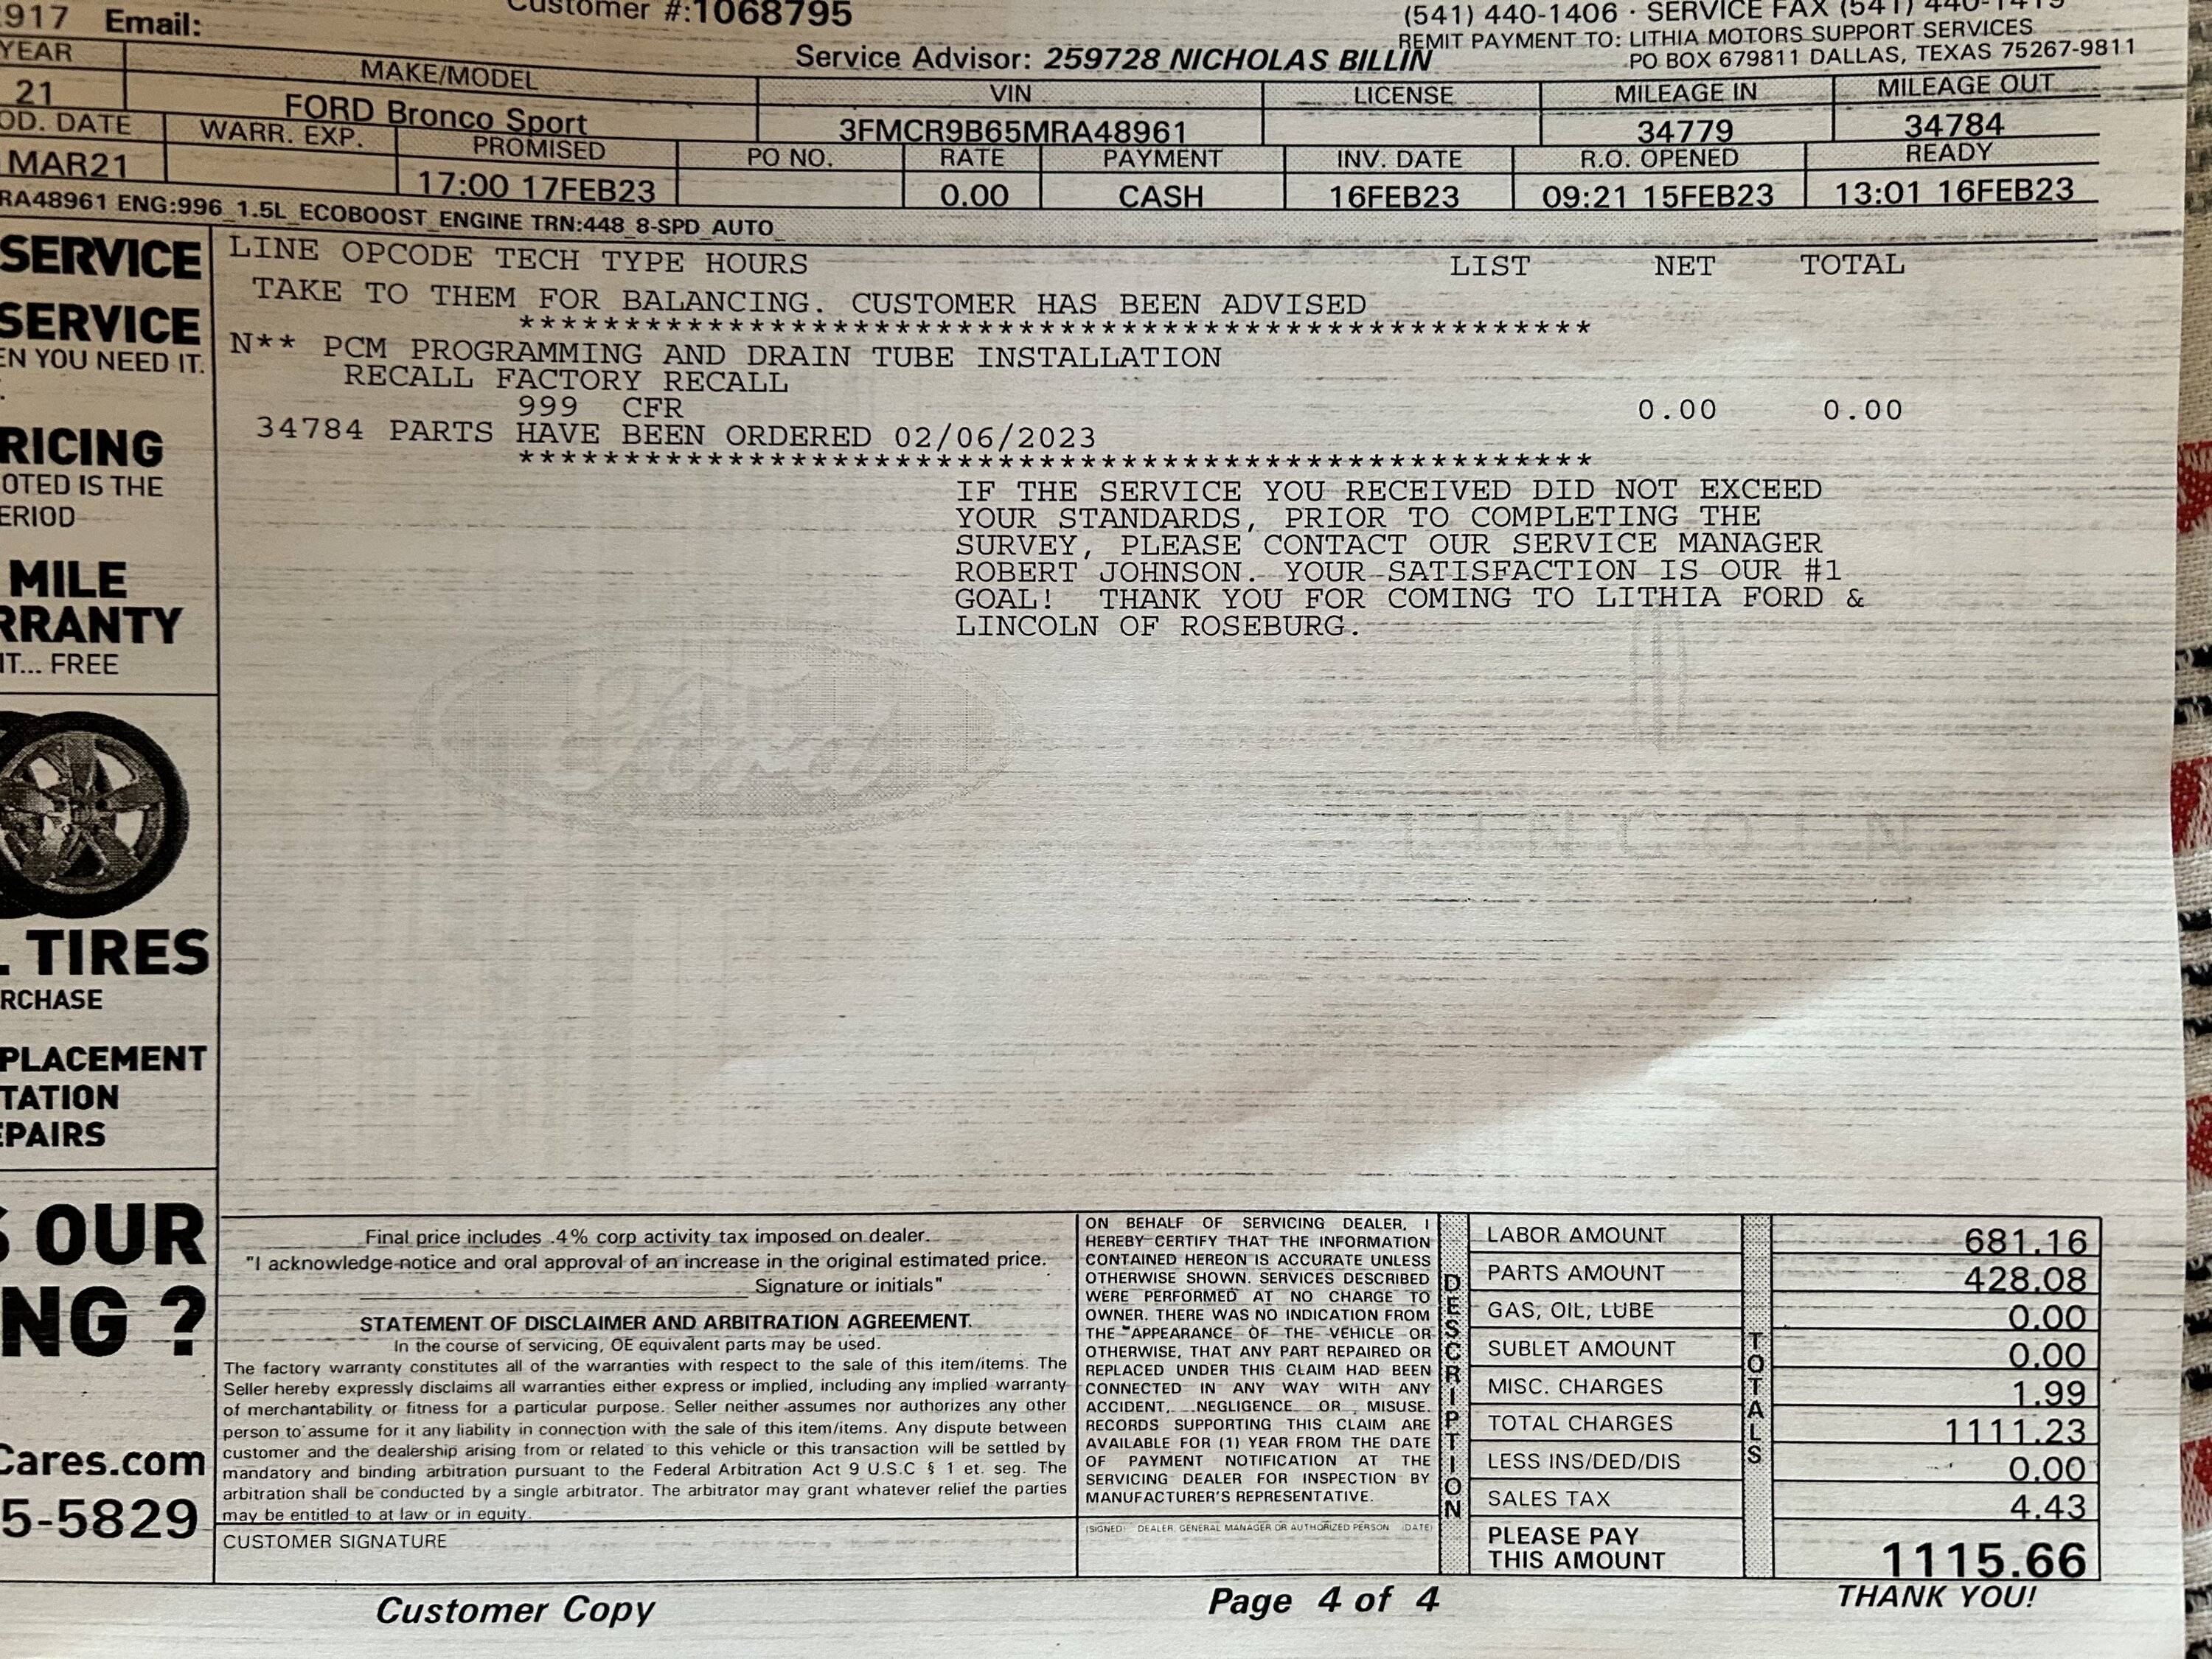 2917 Email:
Customer #:1068795
(541) 440-1406 · SERVICE FAX (541) 440-1419
REMIT PAYMENT TO: LITHIA MOTORS SUPPORT SERVICES
PO BOX 679811 DALLAS, TEXAS 75267-9811
Service Advisor: 259728 NICHOLAS BILLIN
YEAR MAKE/MODEL VIN LICENSE MILEAGE IN MILEAGE OUT
21 FORD Bronco Sport 3FMCR9B65MRA48961 34779 34784
OD. DATE WARR. EXP. PROMISED PO NO. RATE PAYMENT INV. DATE R.O. OPENED READY
MAR21 17:00 17FEB23 0.00 CASH 16FEB23 09:21 15FEB23 13:01 16FEB23
RA48961 ENG:996_1.5L_ECOBOOST_ENGINE TRN:448_8-SPD_AUTO
LINE OPCODE TECH TYPE HOURS LIST NET TOTAL
TAKE TO THEM FOR BALANCING. CUSTOMER HAS BEEN ADVISED
***************************************************
N** PCM PROGRAMMING AND DRAIN TUBE INSTALLATION
RECALL FACTORY RECALL
999 CFR 0.00 0.00
34784 PARTS HAVE BEEN ORDERED 02/06/2023
***************************************************
IF THE SERVICE YOU RECEIVED DID NOT EXCEED
YOUR STANDARDS, PRIOR TO COMPLETING THE
SURVEY, PLEASE CONTACT OUR SERVICE MANAGER
ROBERT JOHNSON. YOUR SATISFACTION IS OUR #1
GOAL! THANK YOU FOR COMING TO LITHIA FORD &
LINCOLN OF ROSEBURG.
SERVICE
SERVICE
EN YOU NEED IT.
RICING
OTED IS THE
ERIOD
MILE
RRANTY
IT... FREE
L TIRES
RCHASE
PLACEMENT
TATION
EPAIRS
S OUR
NG ?
Cares.com
5-5829
Ford
LINCOLN
Final price includes .4% corp activity tax imposed on dealer.
"I acknowledge notice and oral approval of an increase in the original estimated price.
Signature or initials"
STATEMENT OF DISCLAIMER AND ARBITRATION AGREEMENT.
In the course of servicing, OE equivalent parts may be used.
The factory warranty constitutes all of the warranties with respect to the sale of this item/items. The
Seller hereby expressly disclaims all warranties either express or implied, including any implied warranty
of merchantability or fitness for a particular purpose. Seller neither assumes nor authorizes any other
person to assume for it any liability in connection with the sale of this item/items. Any dispute between
customer and the dealership arising from or related to this vehicle or this transaction will be settled by
mandatory and binding arbitration pursuant to the Federal Arbitration Act 9 U.S.C § 1 et. seg. The
arbitration shall be conducted by a single arbitrator. The arbitrator may grant whatever relief the parties
may be entitled to at law or in equity.
CUSTOMER SIGNATURE
ON BEHALF OF SERVICING DEALER, I
HEREBY CERTIFY THAT THE INFORMATION
CONTAINED HEREON IS ACCURATE UNLESS
OTHERWISE SHOWN. SERVICES DESCRIBED
WERE PERFORMED AT NO CHARGE TO
OWNER. THERE WAS NO INDICATION FROM
THE APPEARANCE OF THE VEHICLE OR
OTHERWISE, THAT ANY PART REPAIRED OR
REPLACED UNDER THIS CLAIM HAD BEEN
CONNECTED IN ANY WAY WITH ANY
ACCIDENT, NEGLIGENCE OR MISUSE.
RECORDS SUPPORTING THIS CLAIM ARE
AVAILABLE FOR (1) YEAR FROM THE DATE
OF PAYMENT NOTIFICATION AT THE
SERVICING DEALER FOR INSPECTION BY
MANUFACTURER'S REPRESENTATIVE.
(SIGNED) DEALER, GENERAL MANAGER OR AUTHORIZED PERSON (DATE)
DESCRIPTION
TOTALS
LABOR AMOUNT 681.16
PARTS AMOUNT 428.08
GAS, OIL, LUBE 0.00
SUBLET AMOUNT 0.00
MISC. CHARGES 1.99
TOTAL CHARGES 1111.23
LESS INS/DED/DIS 0.00
SALES TAX 4.43
PLEASE PAY
THIS AMOUNT 1115.66
Customer Copy
Page 4 of 4
THANK YOU!